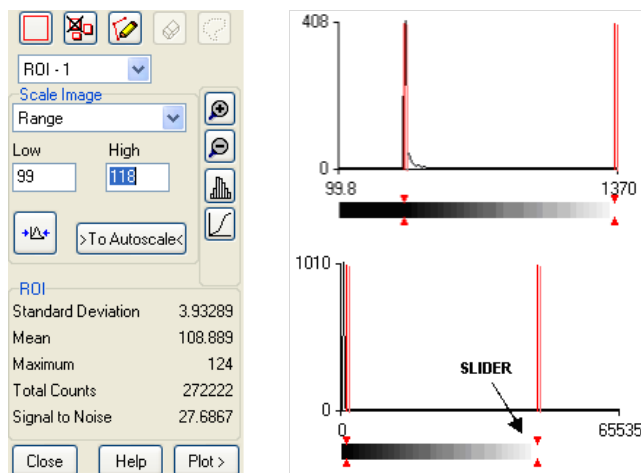 ROI - 1
Scale Image
Range
Low High
99 118
>To Autoscale<
ROI
Standard Deviation 3.93289
Mean 108.889
Maximum 124
Total Counts 272222
Signal to Noise 27.6867
Close Help Plot >
408
0
99.8 1370
1010
SLIDER
0
0 65535